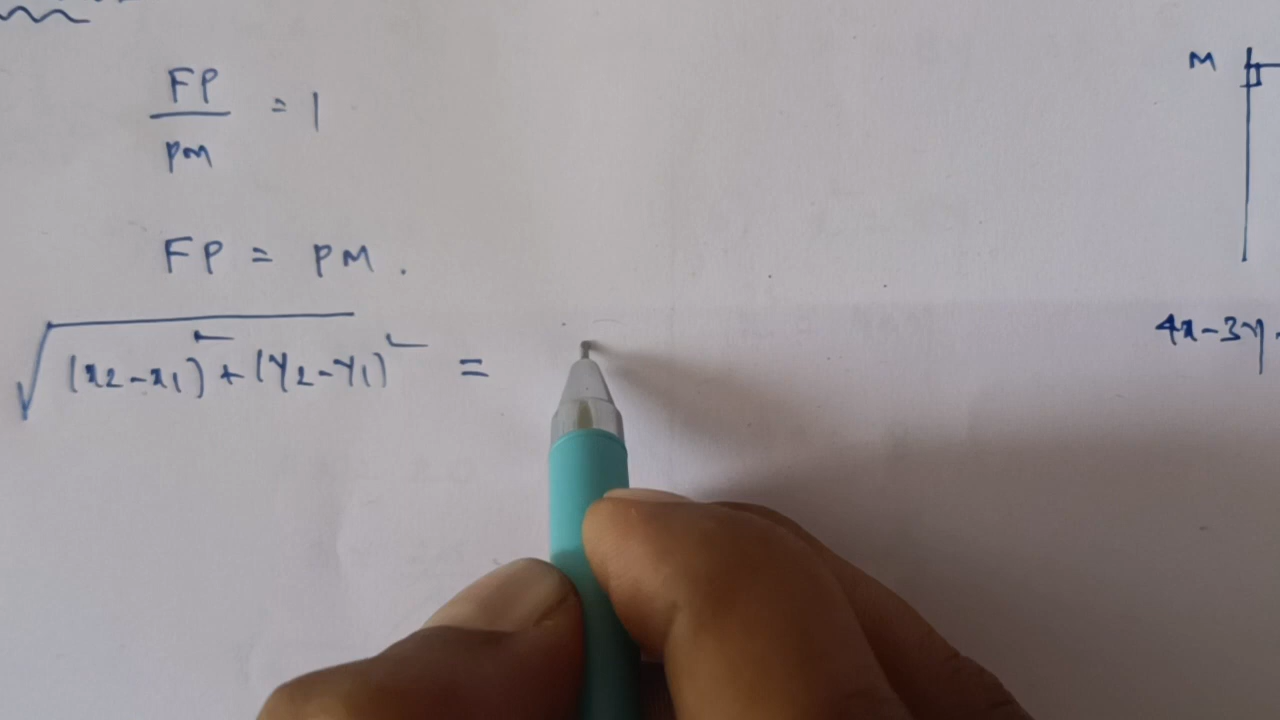 FP
PM
= 1
M
FP = PM.
√(x2-x1)²+(y2-y1)² =
4x-3y